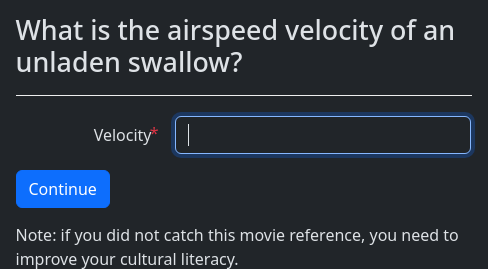 What is the airspeed velocity of an
unladen swallow?
Velocity*
Continue
Note: if you did not catch this movie reference, you need to
improve your cultural literacy.